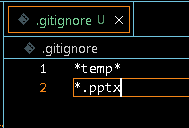 .gitignore U
.gitignore
1 *temp*
2 *.pptx